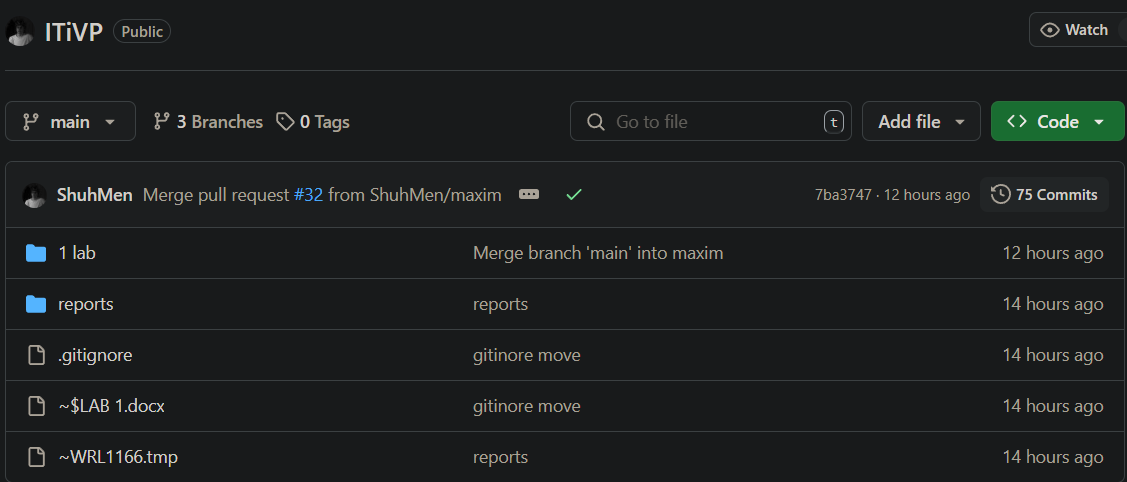 ITiVP Public Watch
main 3 Branches 0 Tags Go to file t Add file Code
ShuhMen Merge pull request #32 from ShuhMen/maxim 7ba3747 · 12 hours ago 75 Commits
1 lab Merge branch 'main' into maxim 12 hours ago
reports reports 14 hours ago
.gitignore gitinore move 14 hours ago
~$LAB 1.docx gitinore move 14 hours ago
~WRL1166.tmp reports 14 hours ago